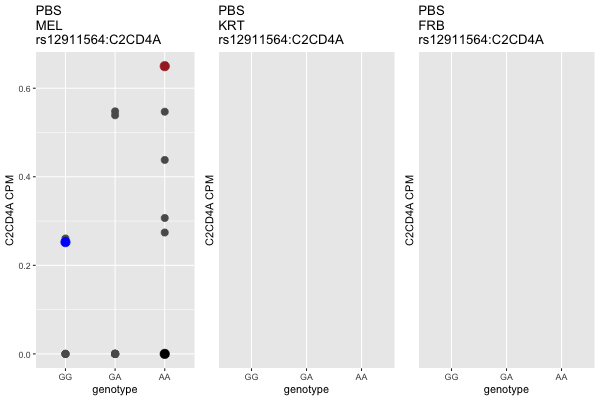 PBS
MEL
rs12911564:C2CD4A
C2CD4A CPM
0.6
0.4
0.2
0.0
GG GA AA
genotype
PBS
KRT
rs12911564:C2CD4A
C2CD4A CPM
GG GA AA
genotype
PBS
FRB
rs12911564:C2CD4A
C2CD4A CPM
GG GA AA
genotype